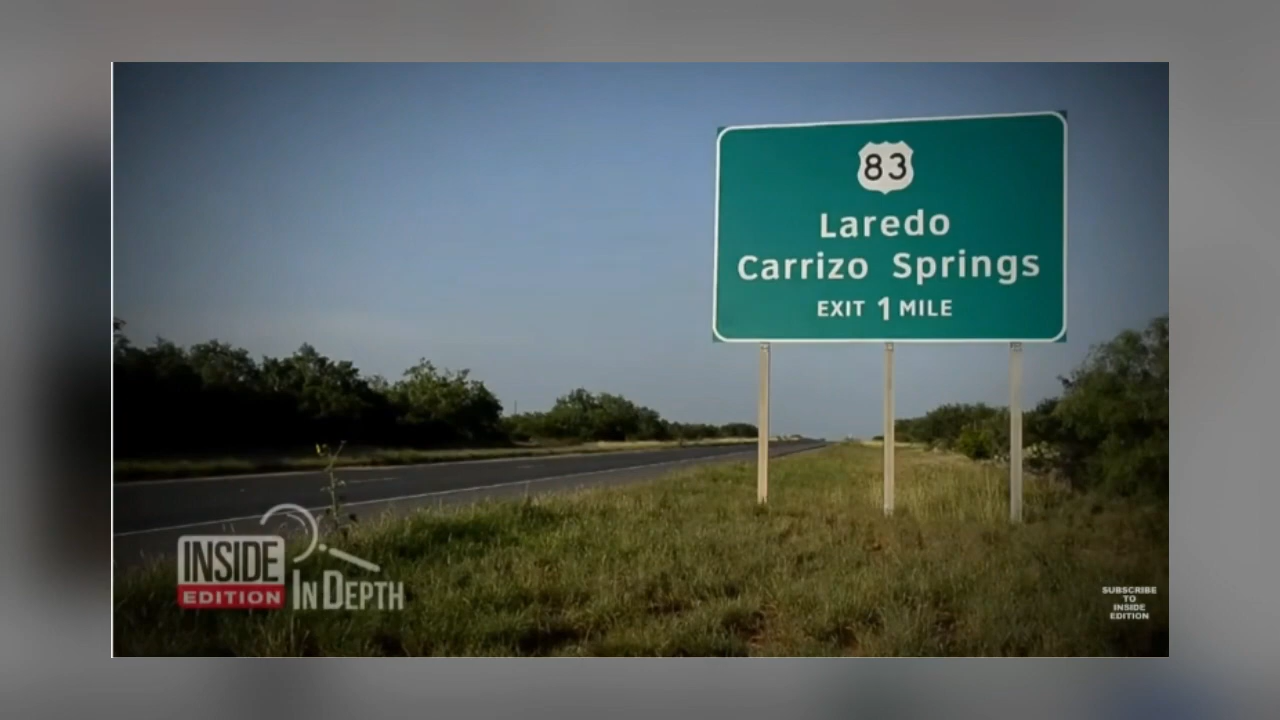 83
Laredo
Carrizo Springs
EXIT 1 MILE
INSIDE
EDITION
IN DEPTH
SUBSCRIBE
TO
INSIDE
EDITION